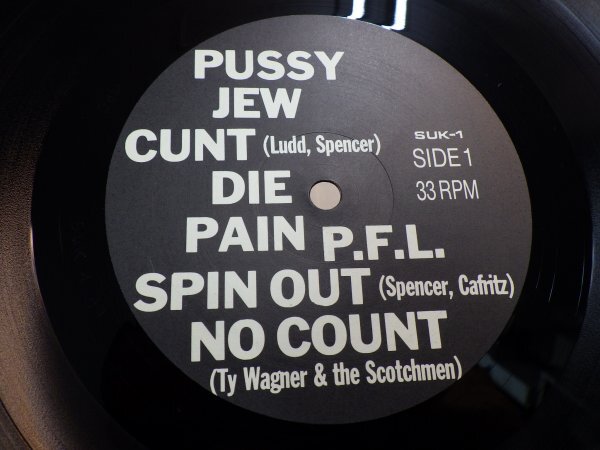 PUSSY
JEW
CUNT (Ludd, Spencer)
DIE
PAIN P.F.L.
SPIN OUT (Spencer, Cafritz)
NO COUNT
(Ty Wagner & the Scotchmen)
SUK-1
SIDE 1
33 RPM